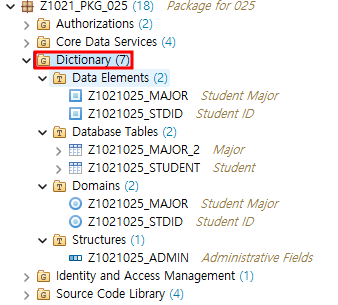 Z1021_PKG_025 (18) Package for 025
Authorizations (2)
Core Data Services (4)
Dictionary (7)
Data Elements (2)
Z1021025_MAJOR Student Major
Z1021025_STDID Student ID
Database Tables (2)
Z1021025_MAJOR_2 Major
Z1021025_STUDENT Student
Domains (2)
Z1021025_MAJOR Student Major
Z1021025_STDID Student ID
Structures (1)
Z1021025_ADMIN Administrative Fields
Identity and Access Management (1)
Source Code Library (4)